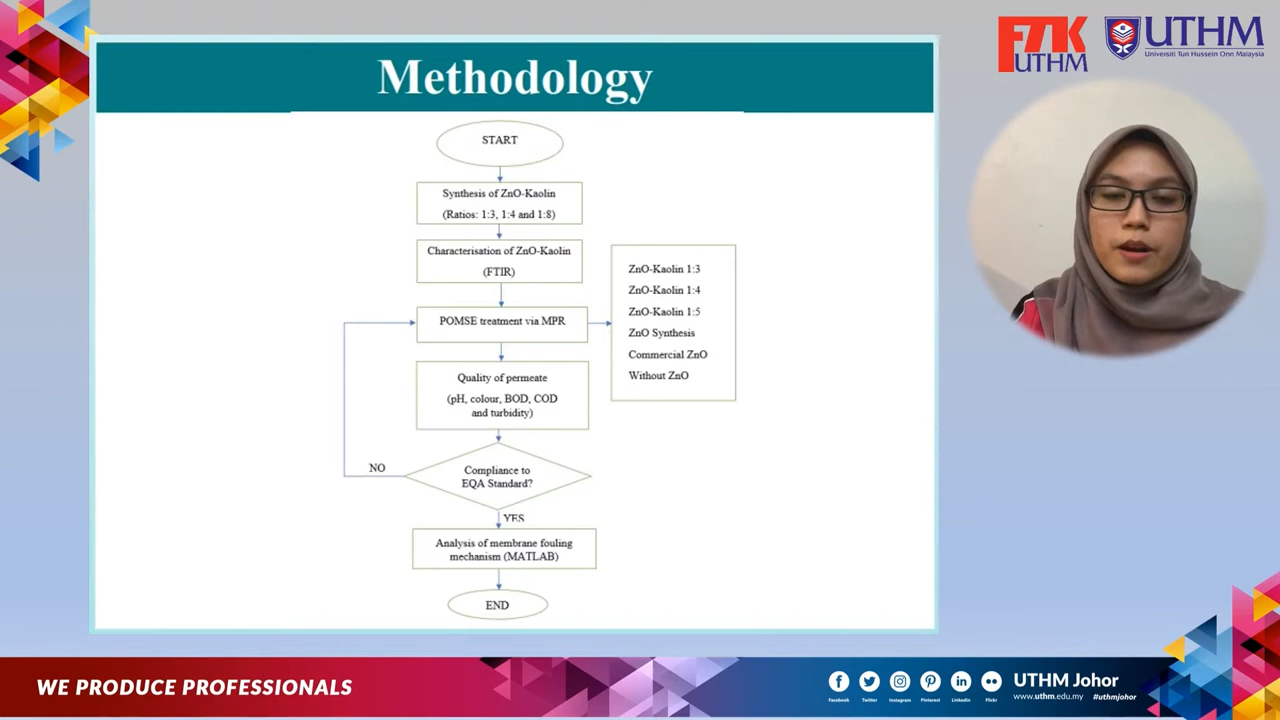 Methodology
START
Synthesis of ZnO-Kaolin
(Ratios: 1:3, 1:4 and 1:8)
Characterisation of ZnO-Kaolin
(FTIR)
POMSE treatment via MPR
ZnO-Kaolin 1:3
ZnO-Kaolin 1:4
ZnO-Kaolin 1:5
ZnO Synthesis
Commercial ZnO
Without ZnO
Quality of permeate
(pH, colour, BOD, COD
and turbidity)
Compliance to
EQA Standard?
NO
YES
Analysis of membrane fouling
mechanism (MATLAB)
END
F7K
UTHM
UTHM
Universiti Tun Hussein Onn Malaysia
WE PRODUCE PROFESSIONALS
Facebook
Twitter
Instagram
Pinterest
Linkedin
Flickr
UTHM Johor
www.uthm.edu.my #uthmjohor